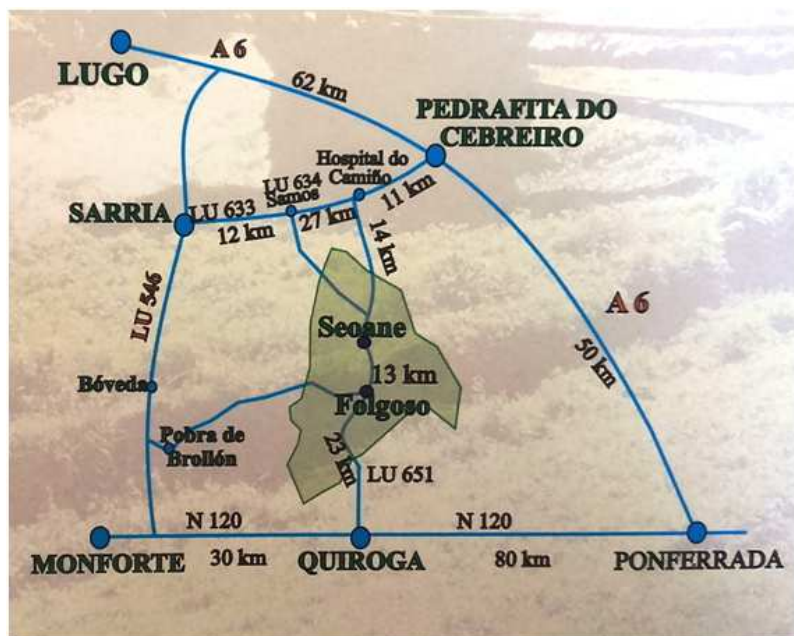 A 6
LUGO
62 km
PEDRAFITA DO
CEBREIRO
Hospital do
Camiño
LU 634
Samos
11 km
LU 633
SARRIA
27 km
12 km
14 km
LU 546
A 6
Seoane
50 km
13 km
Bóveda
Folgoso
Pobra de
Brollón
23 km
LU 651
N 120
N 120
MONFORTE
30 km
QUIROGA
80 km
PONFERRADA